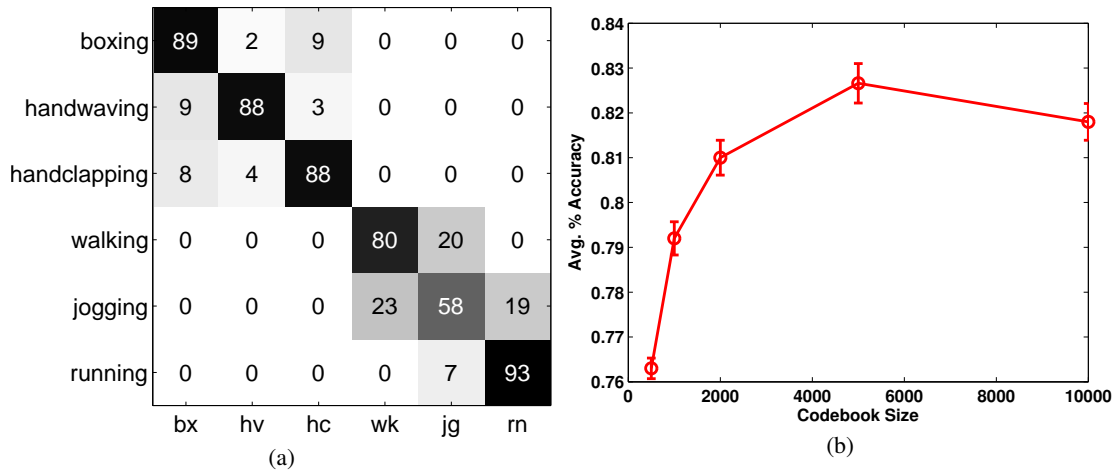 boxing 89 2 9 0 0 0
handwaving 9 88 3 0 0 0
handclapping 8 4 88 0 0 0
walking 0 0 0 80 20 0
jogging 0 0 0 23 58 19
running 0 0 0 0 7 93
bx hv hc wk jg rn
(a)
0.84
0.83
0.82
0.81
0.8
0.79
0.78
0.77
0.76
Avg. % Accuracy
0 2000 4000 6000 8000 10000
Codebook Size
(b)